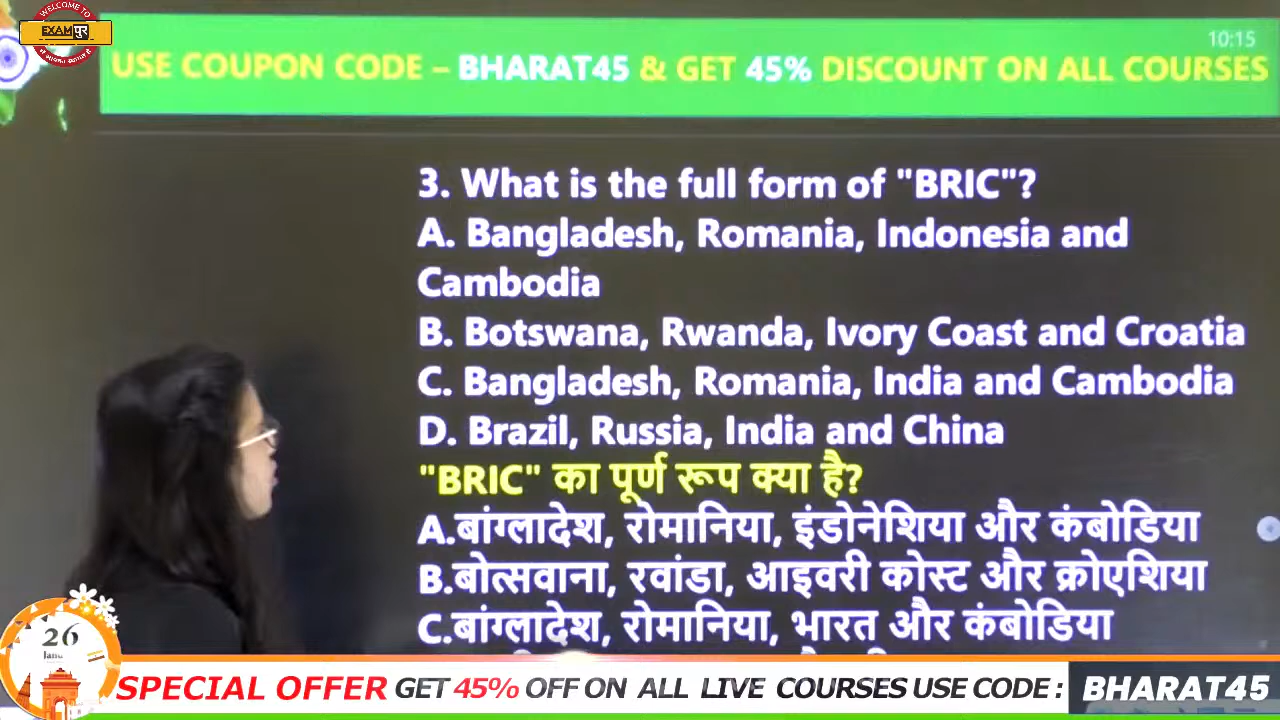 WELCOME TO
EXAMपुर
10:15
USE COUPON CODE – BHARAT45 & GET 45% DISCOUNT ON ALL COURSES
3. What is the full form of "BRIC"?
A. Bangladesh, Romania, Indonesia and
Cambodia
B. Botswana, Rwanda, Ivory Coast and Croatia
C. Bangladesh, Romania, India and Cambodia
D. Brazil, Russia, India and China
"BRIC" का पूर्ण रूप क्या है?
A.बांग्लादेश, रोमानिया, इंडोनेशिया और कंबोडिया
B.बोत्सवाना, रवांडा, आइवरी कोस्ट और क्रोएशिया
C.बांग्लादेश, रोमानिया, भारत और कंबोडिया
26
SPECIAL OFFER GET 45% OFF ON ALL LIVE COURSES USE CODE : BHARAT45